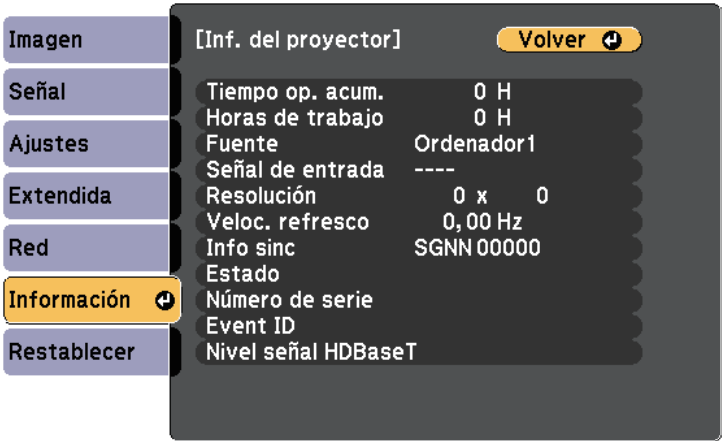 Imagen
Señal
Ajustes
Extendida
Red
Información
Restablecer
[Inf. del proyector]
Volver
Tiempo op. acum. 0 H
Horas de trabajo 0 H
Fuente Ordenador1
Señal de entrada ----
Resolución 0 x 0
Veloc. refresco 0,00 Hz
Info sinc SGNN00000
Estado
Número de serie
Event ID
Nivel señal HDBaseT